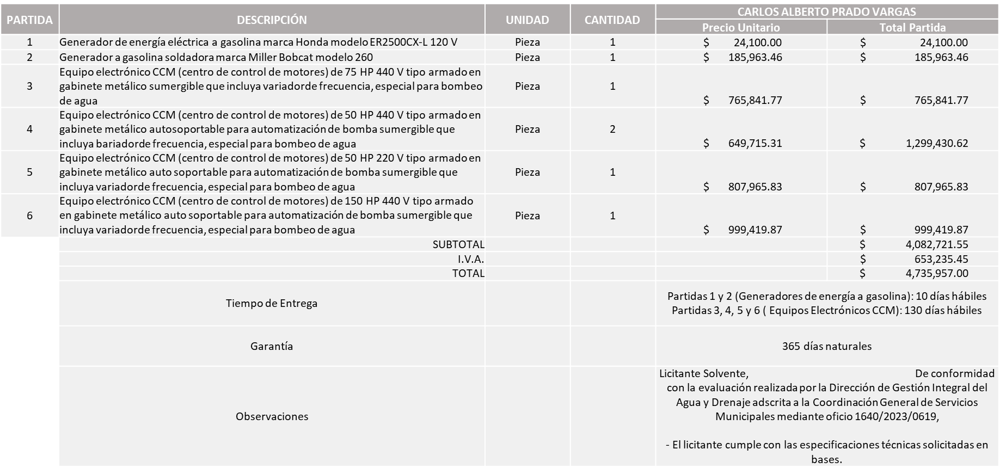 PARTIDA DESCRIPCIÓN UNIDAD CANTIDAD CARLOS ALBERTO PRADO VARGAS
Precio Unitario Total Partida
1 Generador de energía eléctrica a gasolina marca Honda modelo ER2500CX-L 120 V Pieza 1 $ 24,100.00 $ 24,100.00
2 Generador a gasolina soldadora marca Miller Bobcat modelo 260 Pieza 1 $ 185,963.46 $ 185,963.46
Equipo electrónico CCM (centro de control de motores) de 75 HP 440 V tipo armado en
3 gabinete metálico sumergible que incluya variadorde frecuencia, especial para bombeo Pieza 1
de agua $ 765,841.77 $ 765,841.77
Equipo electrónico CCM (centro de control de motores) de 50 HP 440 V tipo armado en
4 gabinete metálico autosoportable para automatización de bomba sumergible que Pieza 2
incluya bariadorde frecuencia, especial para bombeo de agua $ 649,715.31 $ 1,299,430.62
Equipo electrónico CCM (centro de control de motores) de 50 HP 220 V tipo armado en
5 gabinete metálico auto soportable para automatización de bomba sumergible que Pieza 1
incluya variadorde frecuencia, especial para bombeo de agua $ 807,965.83 $ 807,965.83
Equipo electrónico CCM (centro de control de motores) de 150 HP 440 V tipo armado
6 en gabinete metálico auto soportable para automatización de bomba sumergible que Pieza 1
incluya variadorde frecuencia, especial para bombeo de agua $ 999,419.87 $ 999,419.87
SUBTOTAL $ 4,082,721.55
I.V.A. $ 653,235.45
TOTAL $ 4,735,957.00
Tiempo de Entrega
Partidas 1 y 2 (Generadores de energía a gasolina): 10 días hábiles
Partidas 3, 4, 5 y 6 ( Equipos Electrónicos CCM): 130 días hábiles
Garantía 365 días naturales
Observaciones
Licitante Solvente, De conformidad
con la evaluación realizada por la Dirección de Gestión Integral del
Agua y Drenaje adscrita a la Coordinación General de Servicios
Municipales mediante oficio 1640/2023/0619,
- El licitante cumple con las especificaciones técnicas solicitadas en
bases.